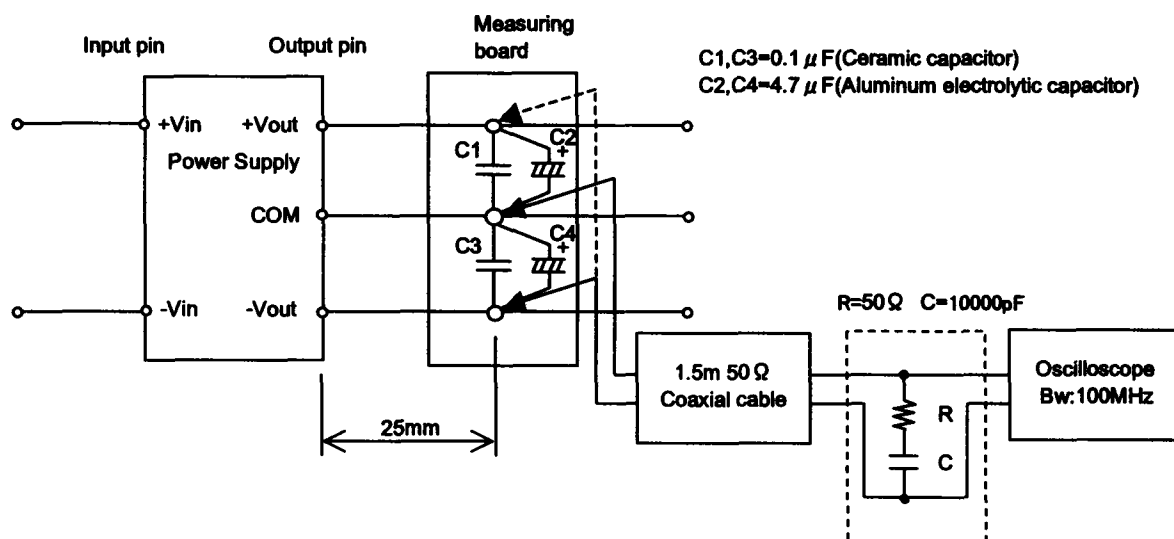 Input pin
Output pin
Measuring
board
C1,C3=0.1 μF(Ceramic capacitor)
C2,C4=4.7 μF(Aluminum electrolytic capacitor)
+Vin
+Vout
Power Supply
COM
-Vin
-Vout
C1
C2
+
C3
C4
+
25mm
1.5m 50Ω
Coaxial cable
R=50Ω C=10000pF
R
C
Oscilloscope
Bw:100MHz